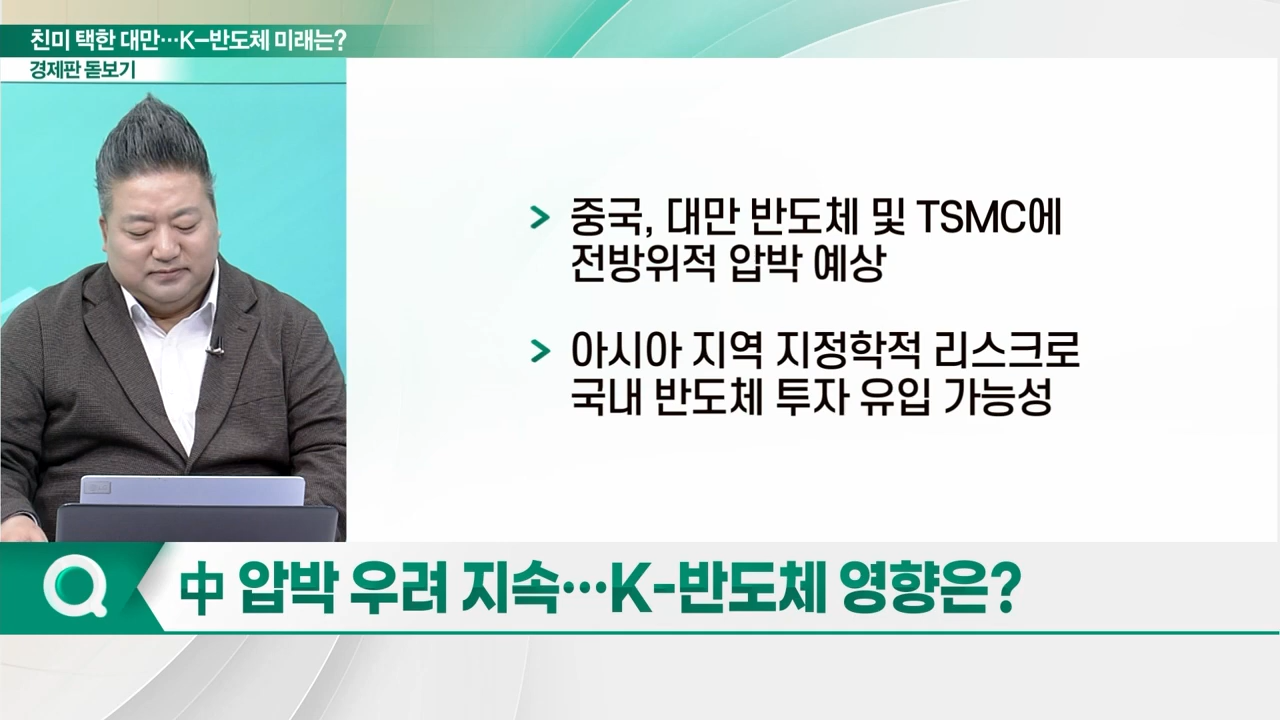 친미 택한 대만…K-반도체 미래는?
경제판 돋보기
> 중국, 대만 반도체 및 TSMC에
전방위적 압박 예상
> 아시아 지역 지정학적 리스크로
국내 반도체 투자 유입 가능성
中 압박 우려 지속…K-반도체 영향은?